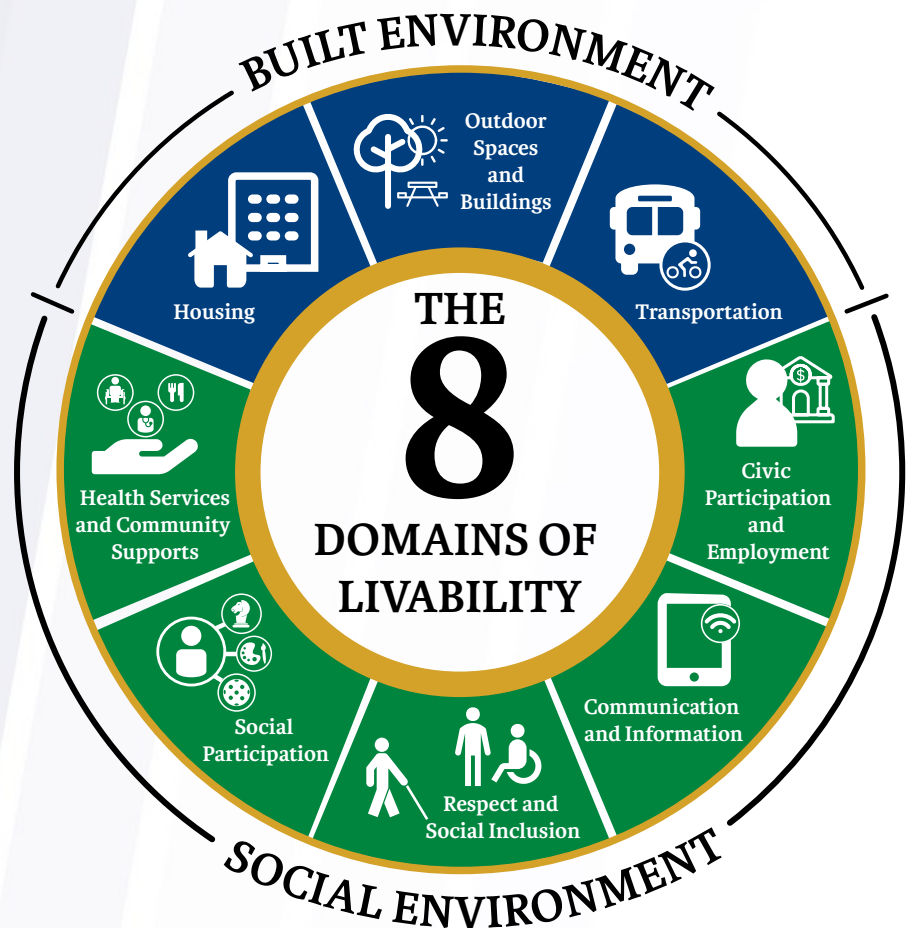 BUILT ENVIRONMENT
Outdoor
Spaces
and
Buildings
Housing
Transportation
THE
8
DOMAINS OF
LIVABILITY
$
Health Services
and Community
Supports
Civic
Participation
and
Employment
Social
Participation
Communication
and Information
Respect and
Social Inclusion
SOCIAL ENVIRONMENT